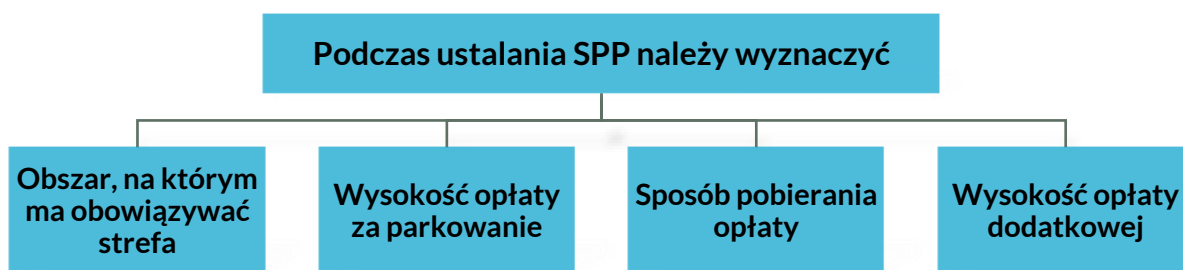 Podczas ustalania SPP należy wyznaczyć
Obszar, na którym
ma obowiązywać
strefa
Wysokość opłaty
za parkowanie
Sposób pobierania
opłaty
Wysokość opłaty
dodatkowej